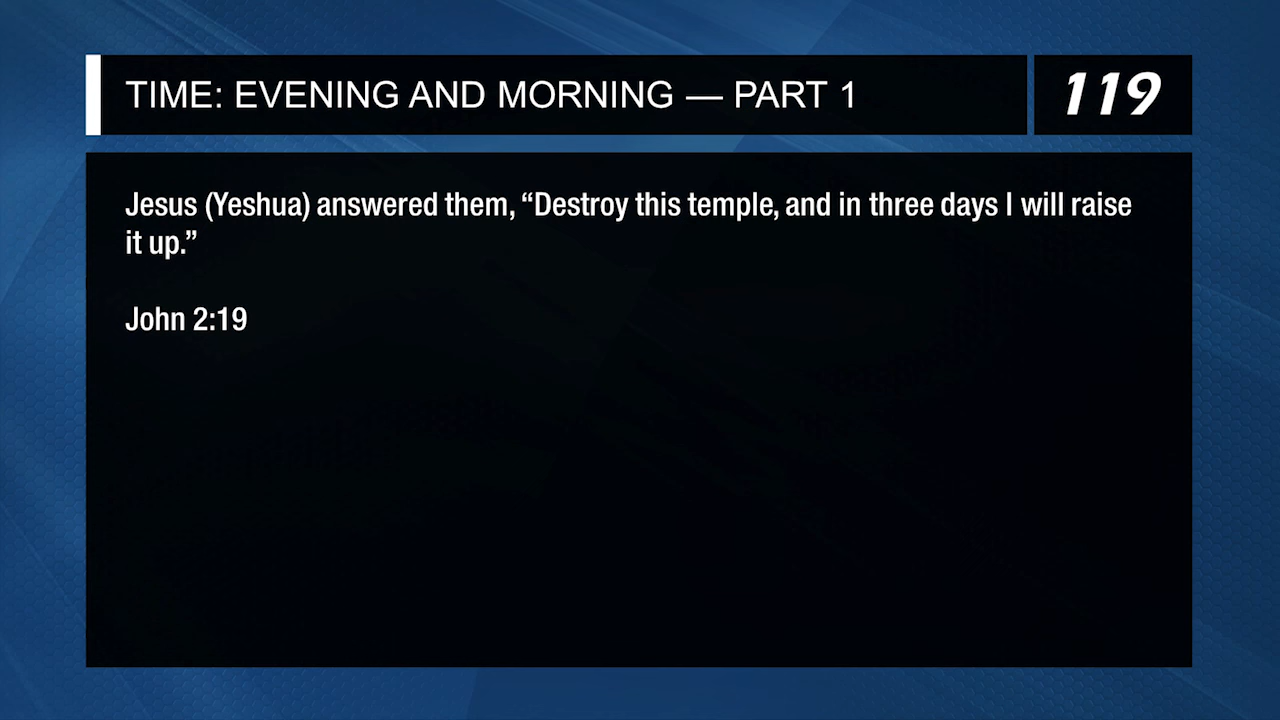 TIME: EVENING AND MORNING — PART 1
119
Jesus (Yeshua) answered them, “Destroy this temple, and in three days I will raise
it up.”
John 2:19